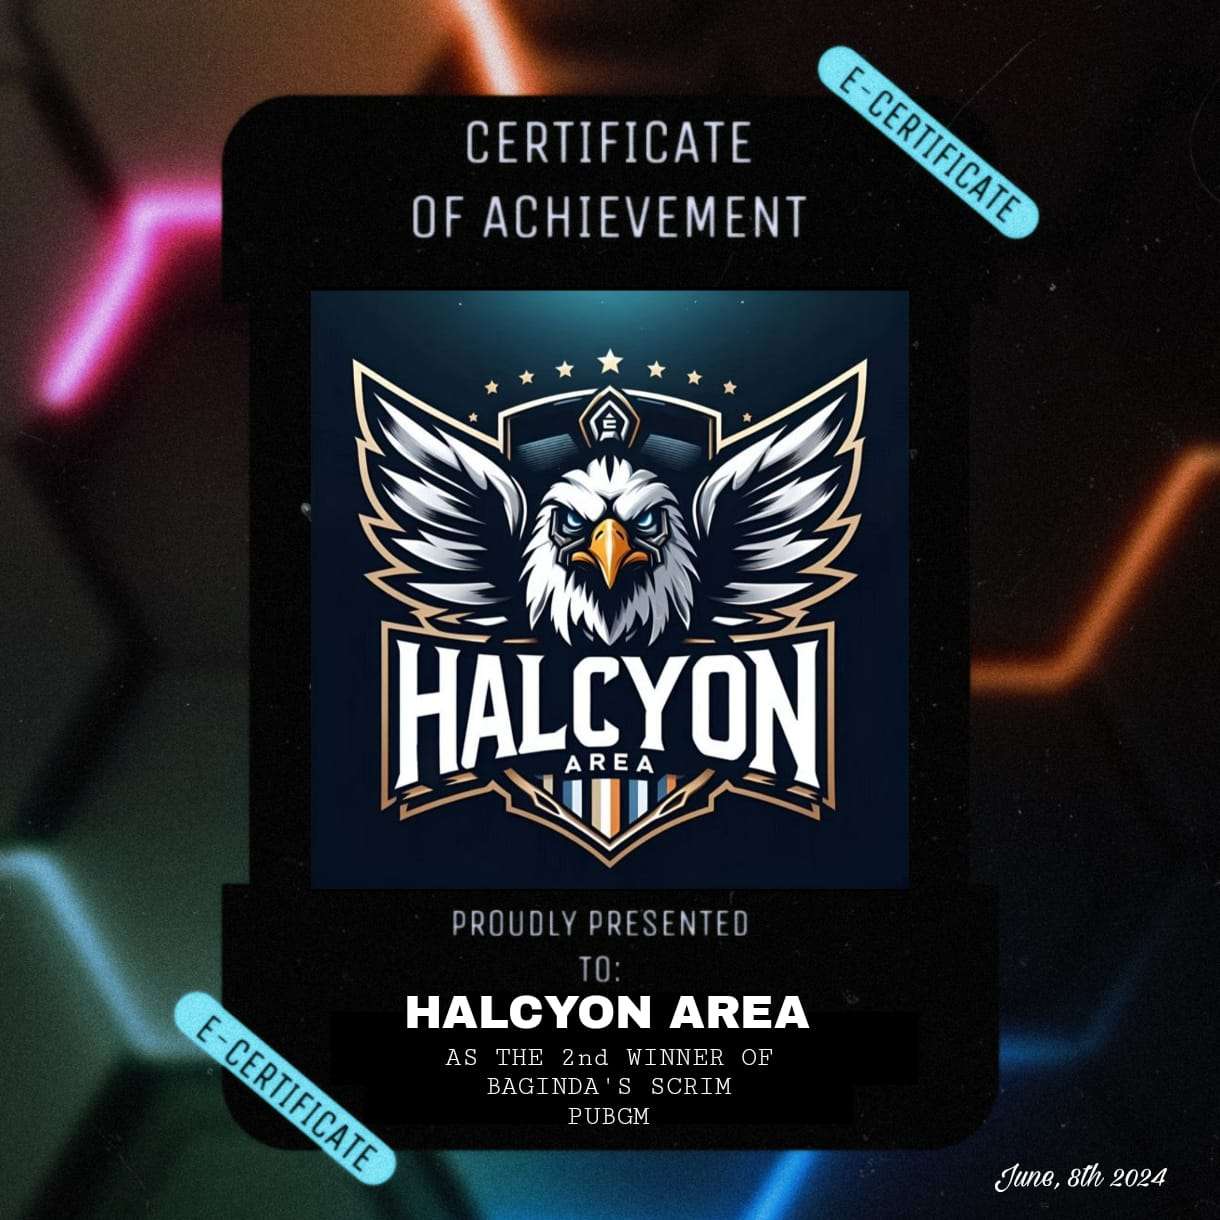 E-CERTIFICATE
CERTIFICATE
OF ACHIEVEMENT
HALCYON
AREA
PROUDLY PRESENTED
TO:
HALCYON AREA
AS THE 2nd WINNER OF
BAGINDA'S SCRIM
PUBGM
E-CERTIFICATE
June, 8th 2024